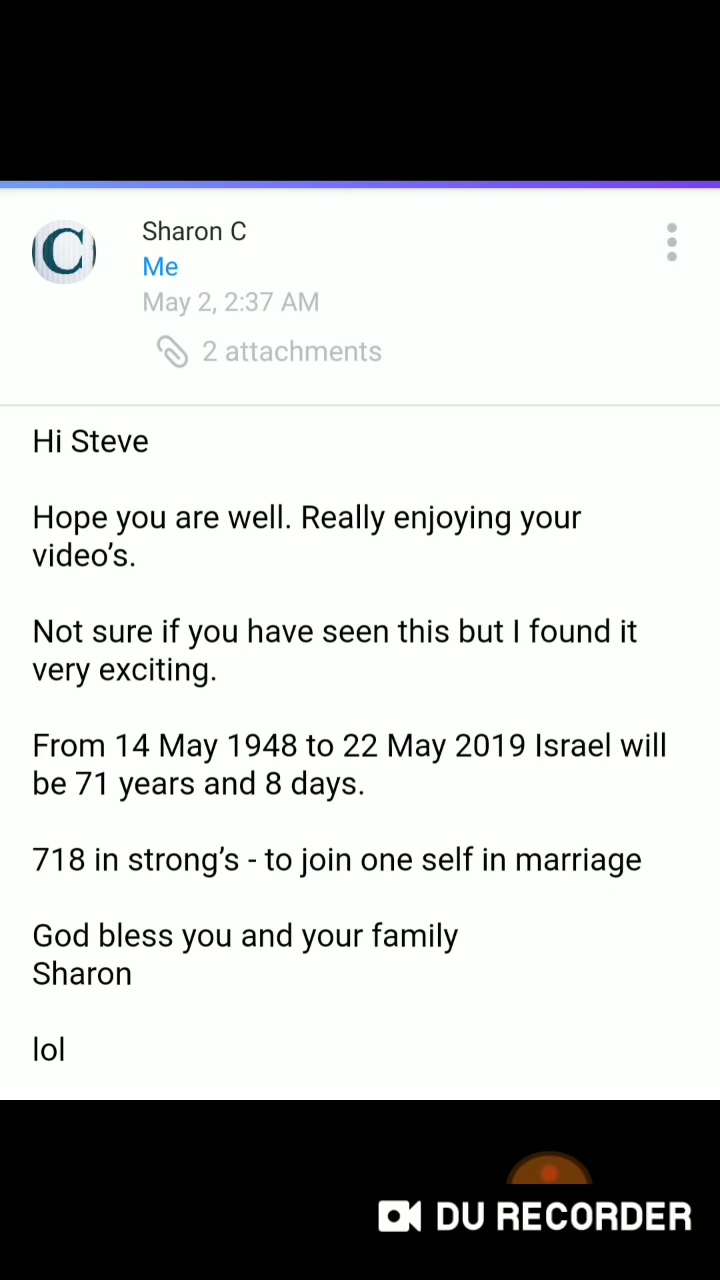 C
Sharon C
Me
May 2, 2:37 AM
2 attachments
Hi Steve
Hope you are well. Really enjoying your
video’s.
Not sure if you have seen this but I found it
very exciting.
From 14 May 1948 to 22 May 2019 Israel will
be 71 years and 8 days.
718 in strong’s - to join one self in marriage
God bless you and your family
Sharon
lol
DU RECORDER